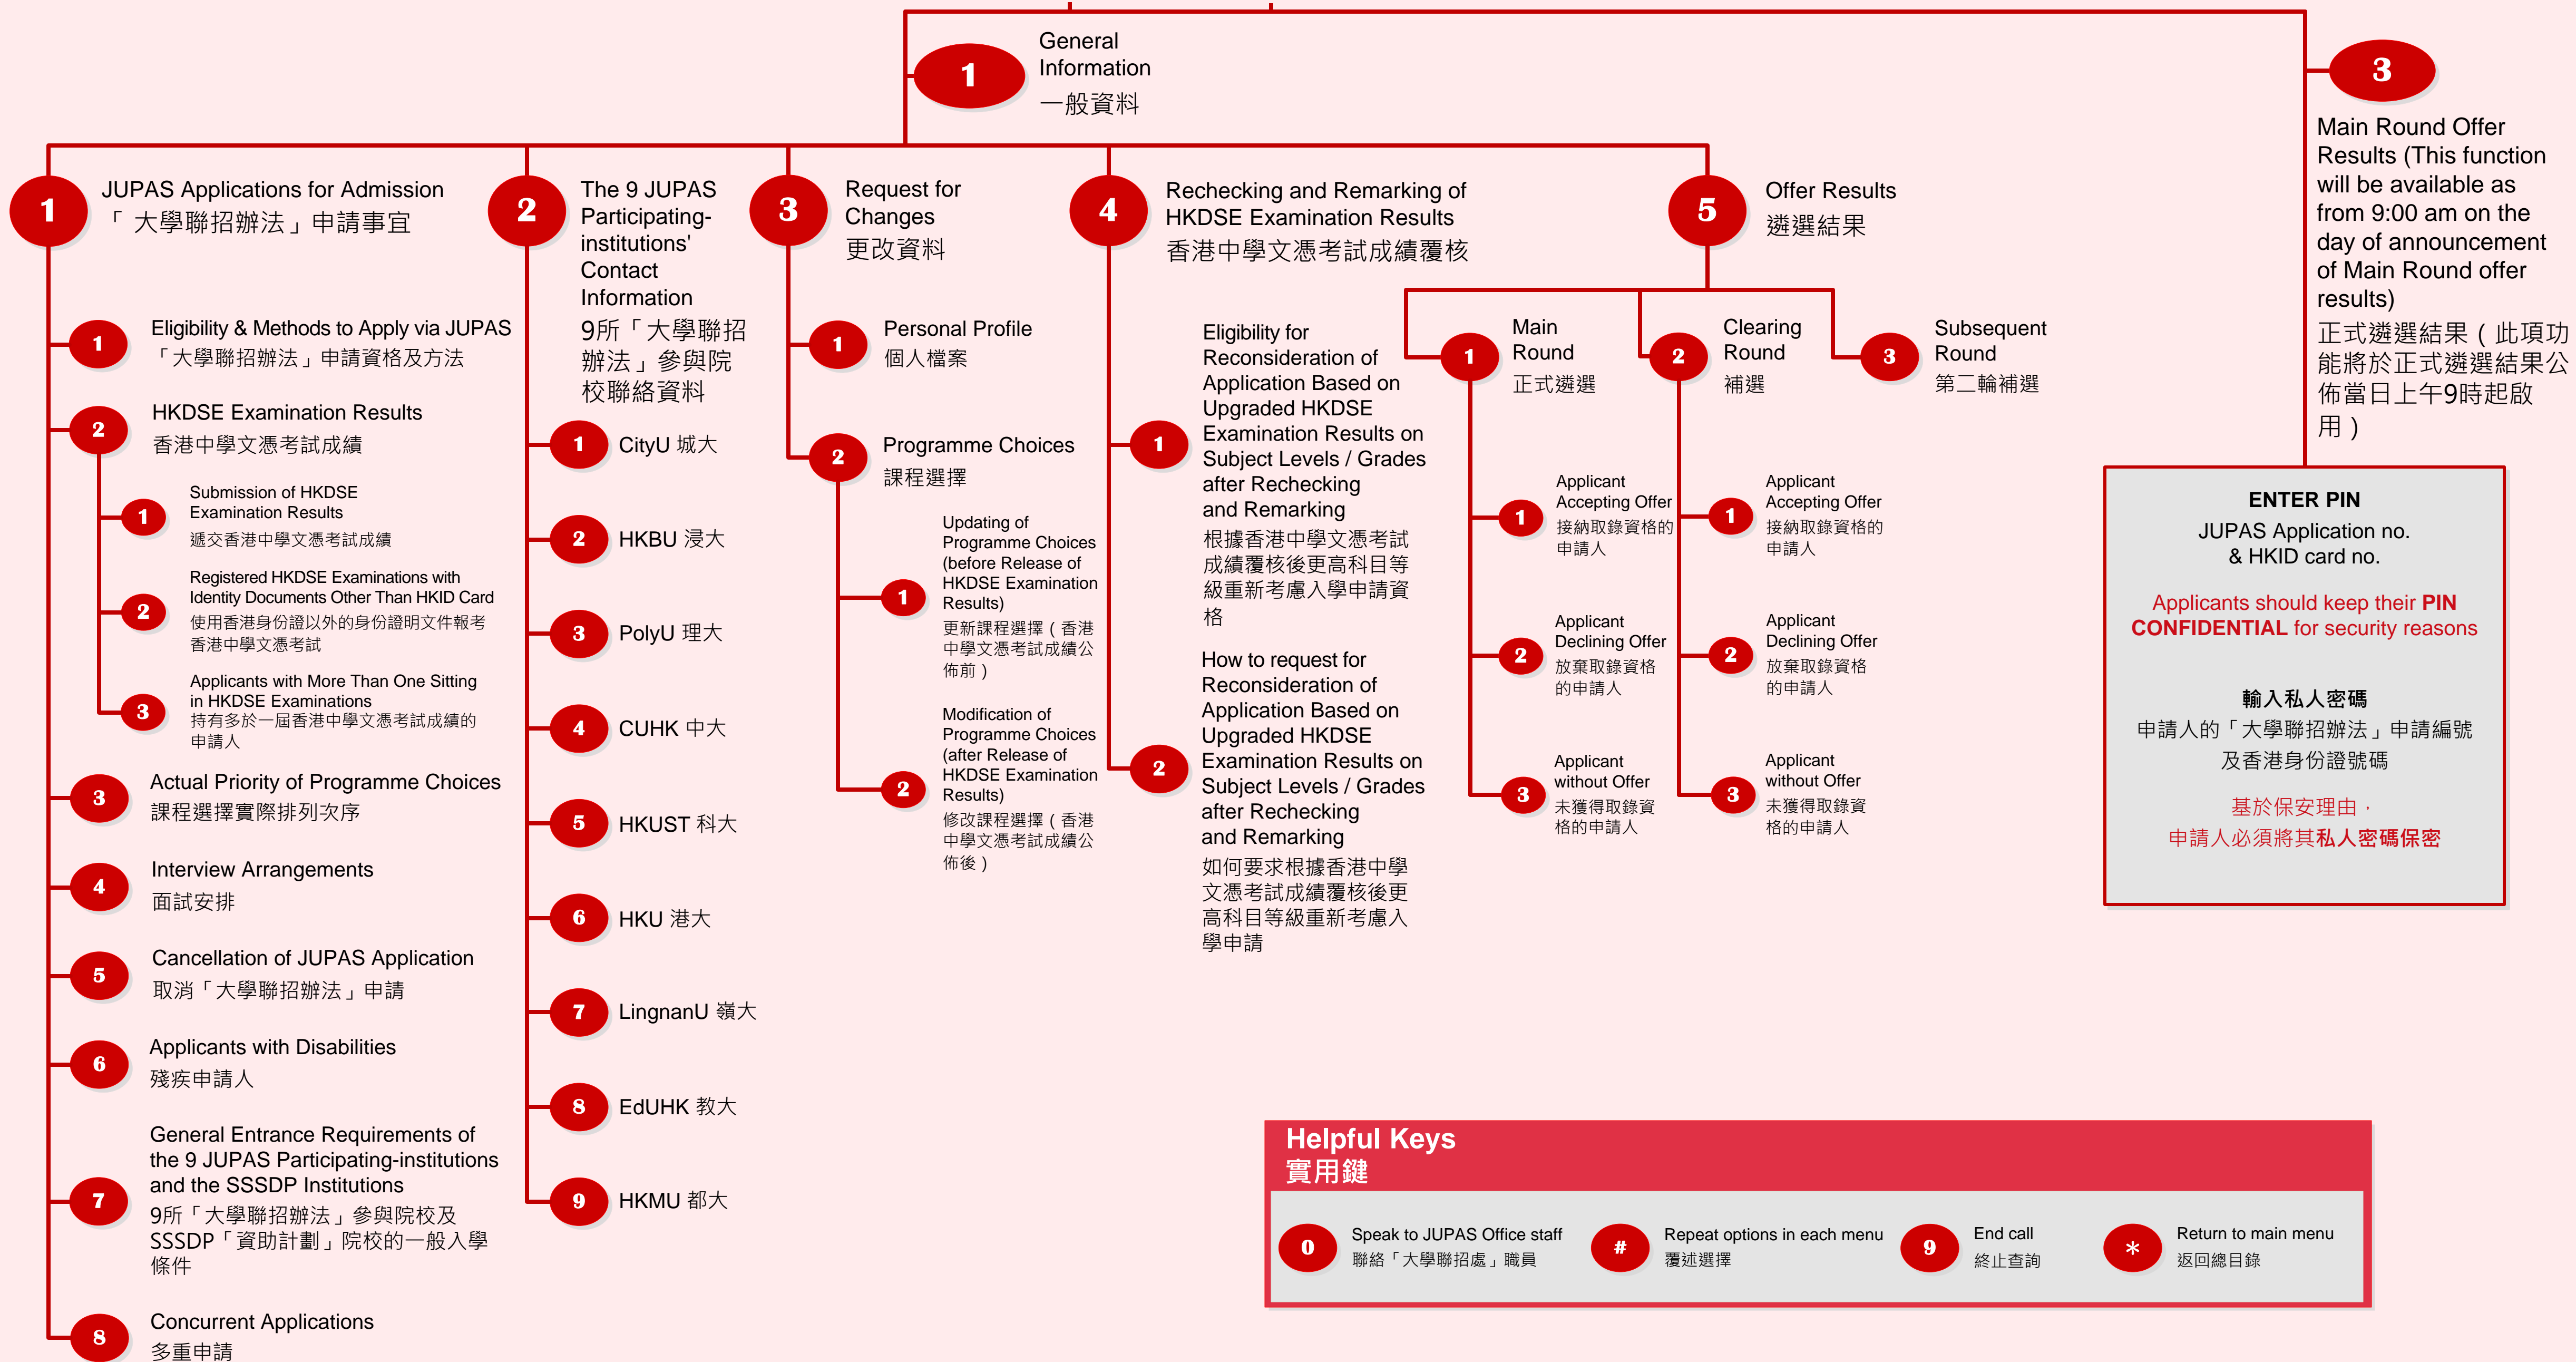 1
General
Information
一般資料
3
Main Round Offer
Results (This function
will be available as
from 9:00 am on the
day of announcement
of Main Round offer
results)
正式遴選結果（此項功
能將於正式遴選結果公
佈當日上午9時起啟
用）
ENTER PIN
JUPAS Application no.
& HKID card no.
Applicants should keep their PIN
CONFIDENTIAL for security reasons
輸入私人密碼
申請人的「大學聯招辦法」申請編號
及香港身份證號碼
基於保安理由，
申請人必須將其私人密碼保密
1
JUPAS Applications for Admission
「 大學聯招辦法」申請事宜
1
Eligibility & Methods to Apply via JUPAS
「大學聯招辦法」申請資格及方法
2
HKDSE Examination Results
香港中學文憑考試成績
1
Submission of HKDSE
Examination Results
遞交香港中學文憑考試成績
2
Registered HKDSE Examinations with
Identity Documents Other Than HKID Card
使用香港身份證以外的身份證明文件報考
香港中學文憑考試
3
Applicants with More Than One Sitting
in HKDSE Examinations
持有多於一屆香港中學文憑考試成績的
申請人
3
Actual Priority of Programme Choices
課程選擇實際排列次序
4
Interview Arrangements
面試安排
5
Cancellation of JUPAS Application
取消「大學聯招辦法」申請
6
Applicants with Disabilities
殘疾申請人
7
General Entrance Requirements of
the 9 JUPAS Participating-institutions
and the SSSDP Institutions
9所「大學聯招辦法」參與院校及
SSSDP「資助計劃」院校的一般入學
條件
8
Concurrent Applications
多重申請
2
The 9 JUPAS
Participating-
institutions'
Contact
Information
9所「大學聯招
辦法」參與院
校聯絡資料
1
CityU 城大
2
HKBU 浸大
3
PolyU 理大
4
CUHK 中大
5
HKUST 科大
6
HKU 港大
7
LingnanU 嶺大
8
EdUHK 教大
9
HKMU 都大
3
Request for
Changes
更改資料
1
Personal Profile
個人檔案
2
Programme Choices
課程選擇
1
Updating of
Programme Choices
(before Release of
HKDSE Examination
Results)
更新課程選擇（香港
中學文憑考試成績公
佈前）
2
Modification of
Programme Choices
(after Release of
HKDSE Examination
Results)
修改課程選擇（香港
中學文憑考試成績公
佈後）
4
Rechecking and Remarking of
HKDSE Examination Results
香港中學文憑考試成績覆核
1
Eligibility for
Reconsideration of
Application Based on
Upgraded HKDSE
Examination Results on
Subject Levels / Grades
after Rechecking
and Remarking
根據香港中學文憑考試
成績覆核後更高科目等
級重新考慮入學申請資
格
2
How to request for
Reconsideration of
Application Based on
Upgraded HKDSE
Examination Results on
Subject Levels / Grades
after Rechecking
and Remarking
如何要求根據香港中學
文憑考試成績覆核後更
高科目等級重新考慮入
學申請
5
Offer Results
遴選結果
1
Main
Round
正式遴選
1
Applicant
Accepting Offer
接納取錄資格的
申請人
2
Applicant
Declining Offer
放棄取錄資格
的申請人
3
Applicant
without Offer
未獲得取錄資
格的申請人
2
Clearing
Round
補選
1
Applicant
Accepting Offer
接納取錄資格的
申請人
2
Applicant
Declining Offer
放棄取錄資格
的申請人
3
Applicant
without Offer
未獲得取錄資
格的申請人
3
Subsequent
Round
第二輪補選
Helpful Keys
實用鍵
0
Speak to JUPAS Office staff
聯絡「大學聯招處」職員
#
Repeat options in each menu
覆述選擇
9
End call
終止查詢
*
Return to main menu
返回總目錄